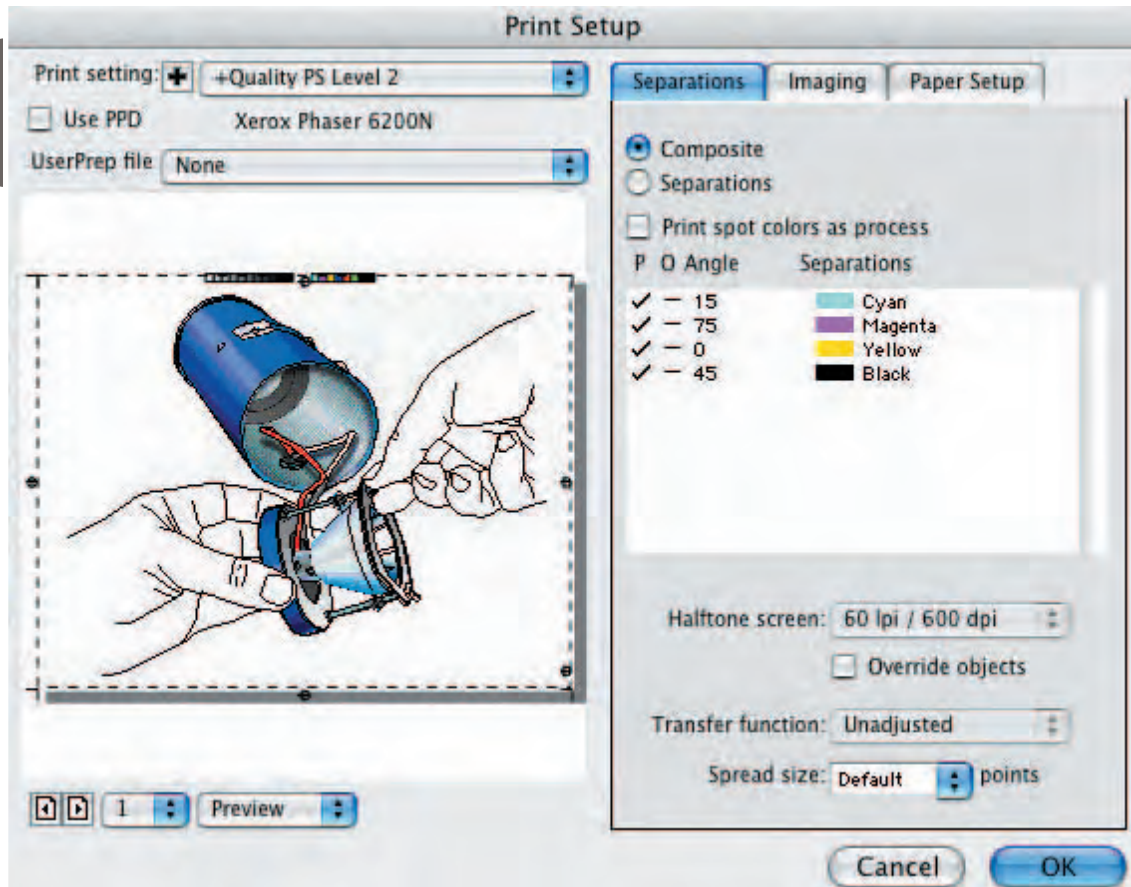 Print Setup
Print setting: +Quality PS Level 2
Use PPD Xerox Phaser 6200N
UserPrep file None
1 Preview
Separations Imaging Paper Setup
Composite
Separations
Print spot colors as process
P O Angle Separations
15 Cyan
75 Magenta
0 Yellow
45 Black
Halftone screen: 60 lpi / 600 dpi
Override objects
Transfer function: Unadjusted
Spread size: Default points
Cancel OK